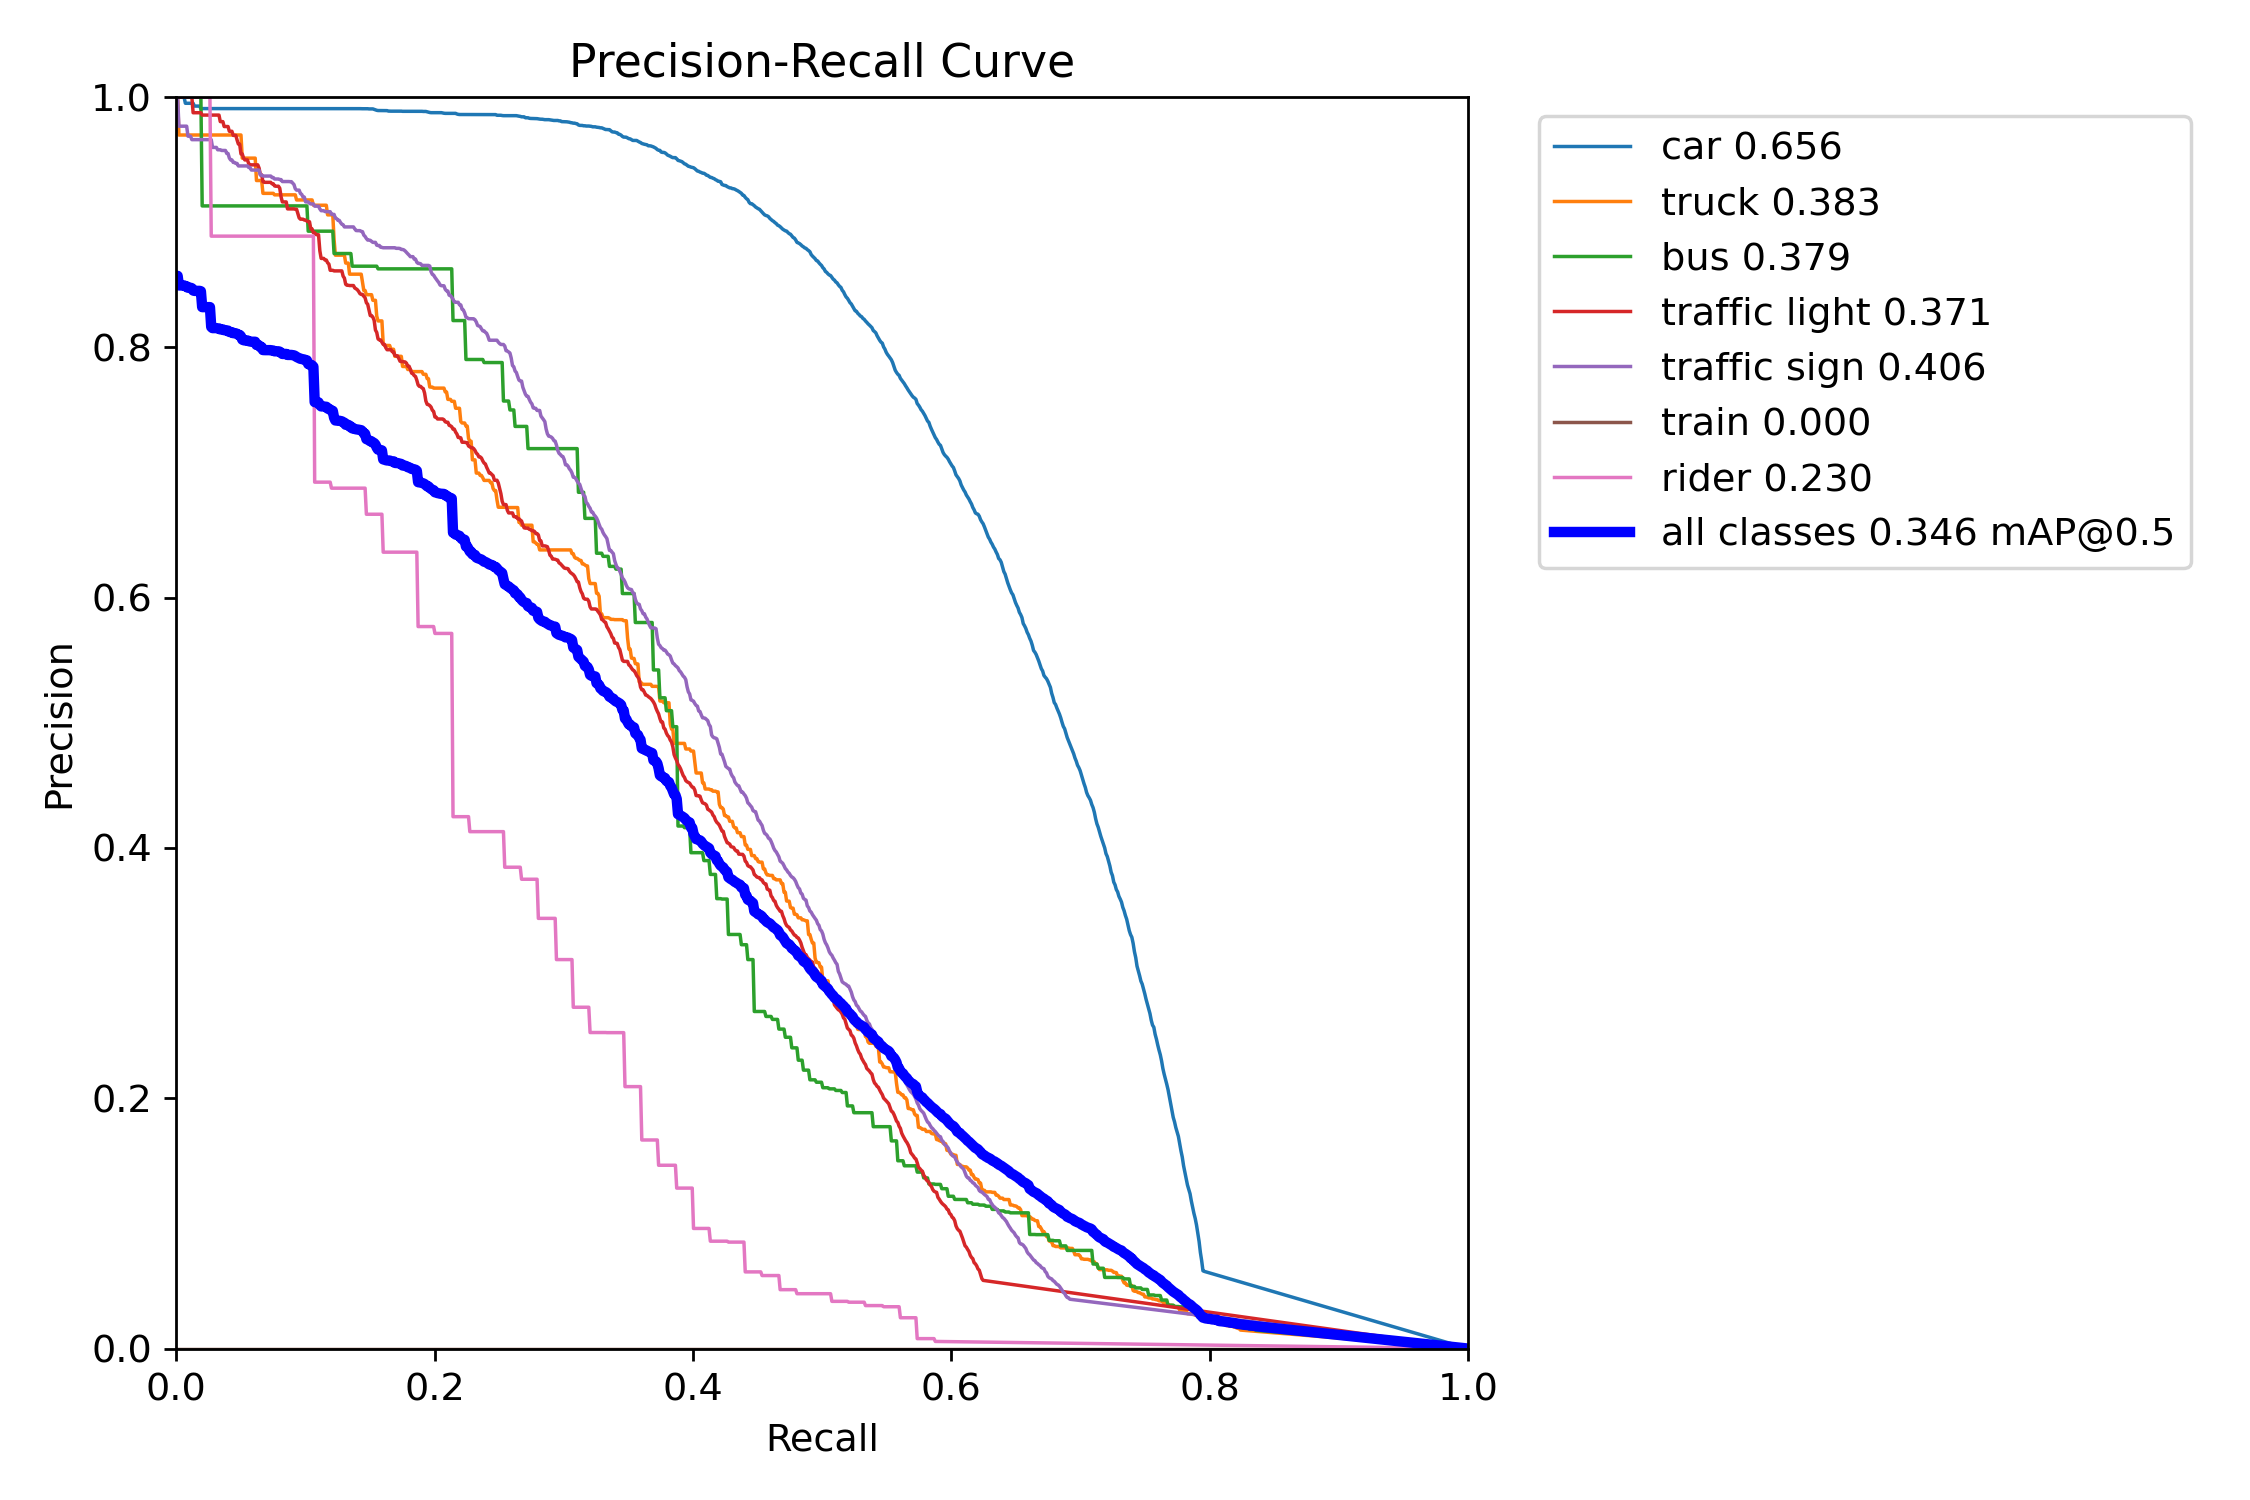 Precision-Recall Curve
1.0
0.8
0.6
0.4
0.2
0.0
Precision
0.0 0.2 0.4 0.6 0.8 1.0
Recall
car 0.656
truck 0.383
bus 0.379
traffic light 0.371
traffic sign 0.406
train 0.000
rider 0.230
all classes 0.346 mAP@0.5